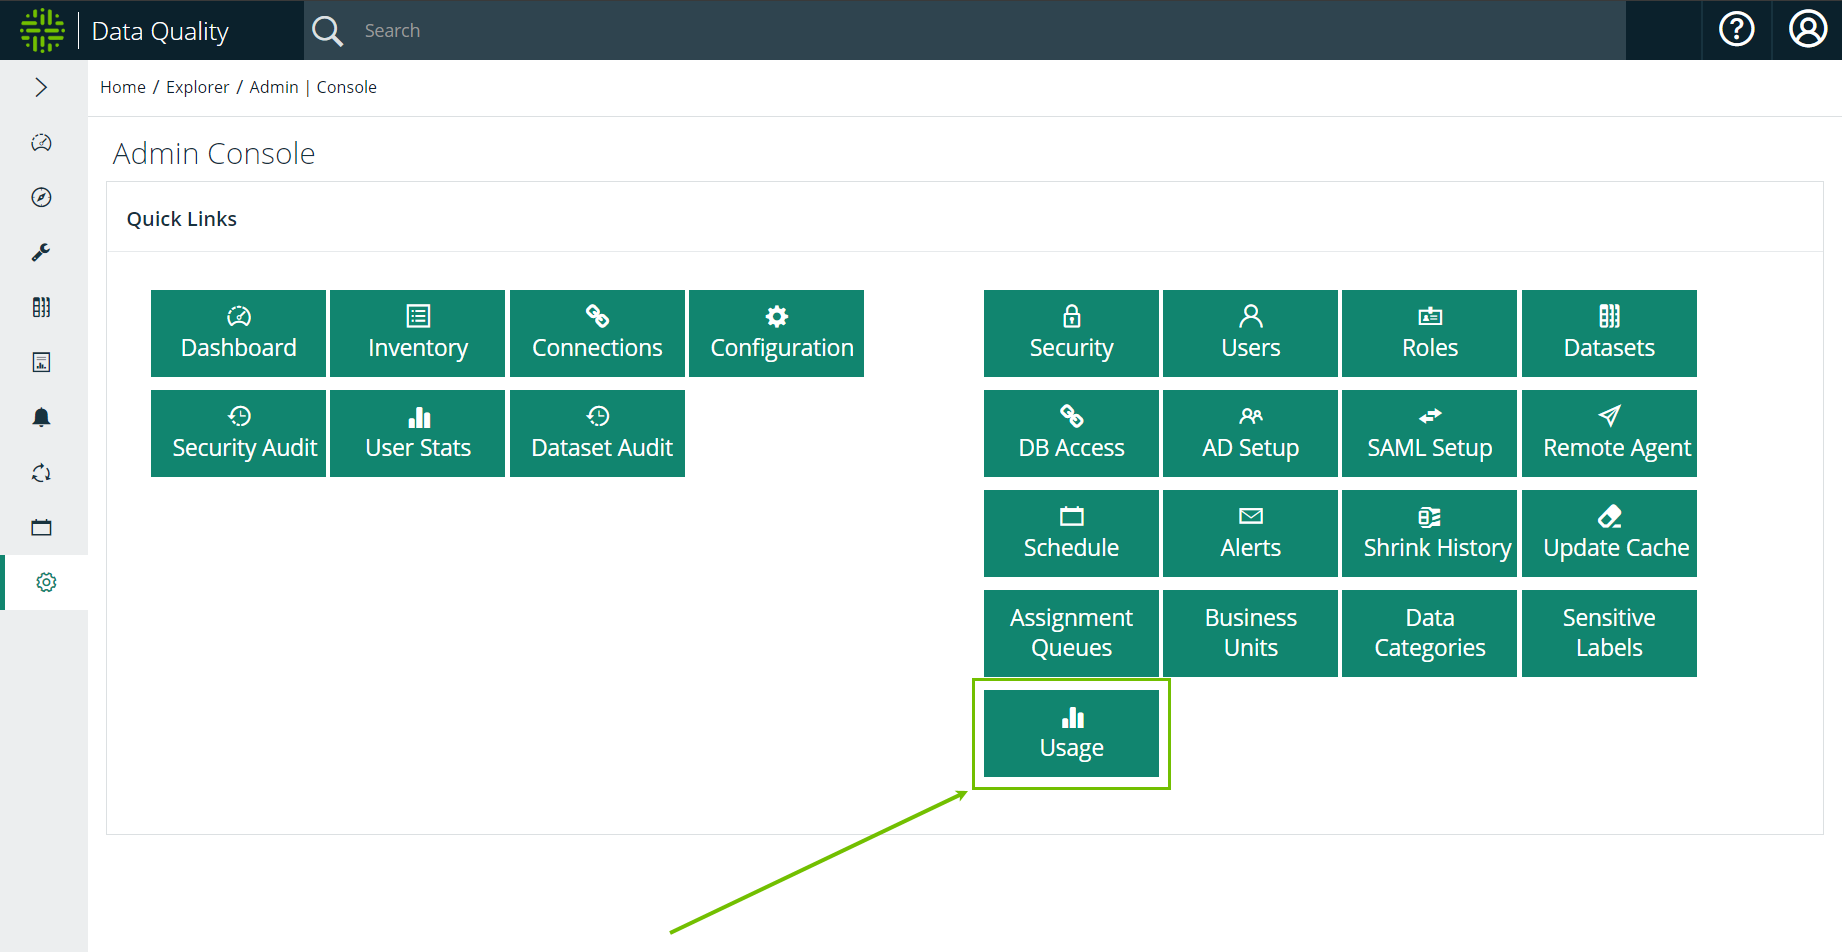 Data Quality
Search
Home / Explorer / Admin | Console
Admin Console
Quick Links
Dashboard
Inventory
Connections
Configuration
Security Audit
User Stats
Dataset Audit
Security
Users
Roles
Datasets
DB Access
AD Setup
SAML Setup
Remote Agent
Schedule
Alerts
Shrink History
Update Cache
Assignment
Queues
Business
Units
Data
Categories
Sensitive
Labels
Usage